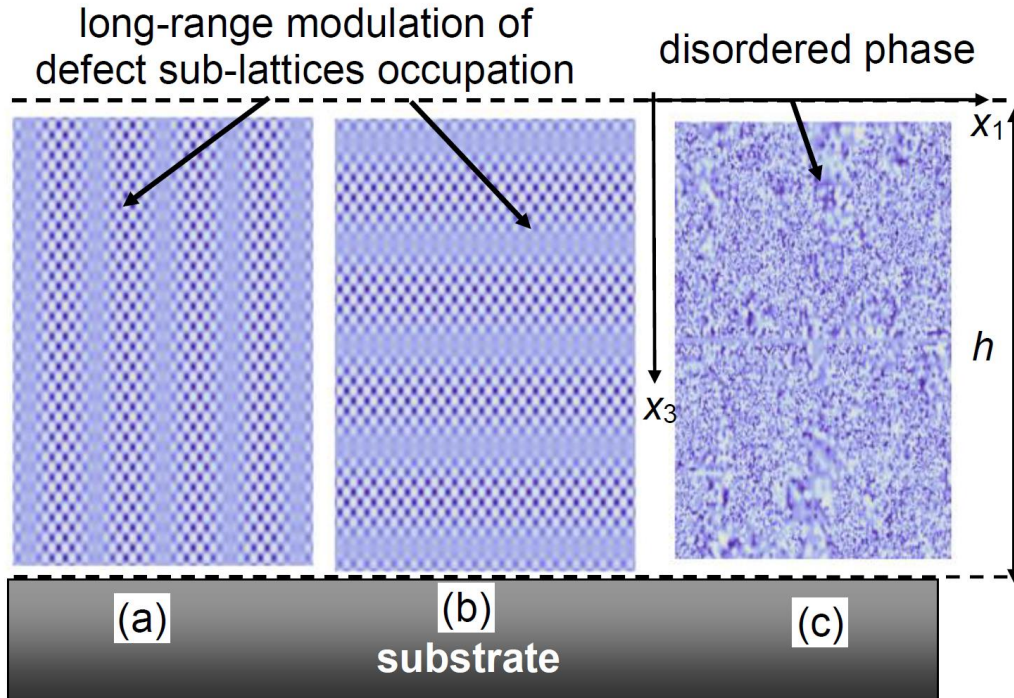 long-range modulation of
defect sub-lattices occupation
disordered phase
x₁
x₃
h
(a)
(b)
(c)
substrate